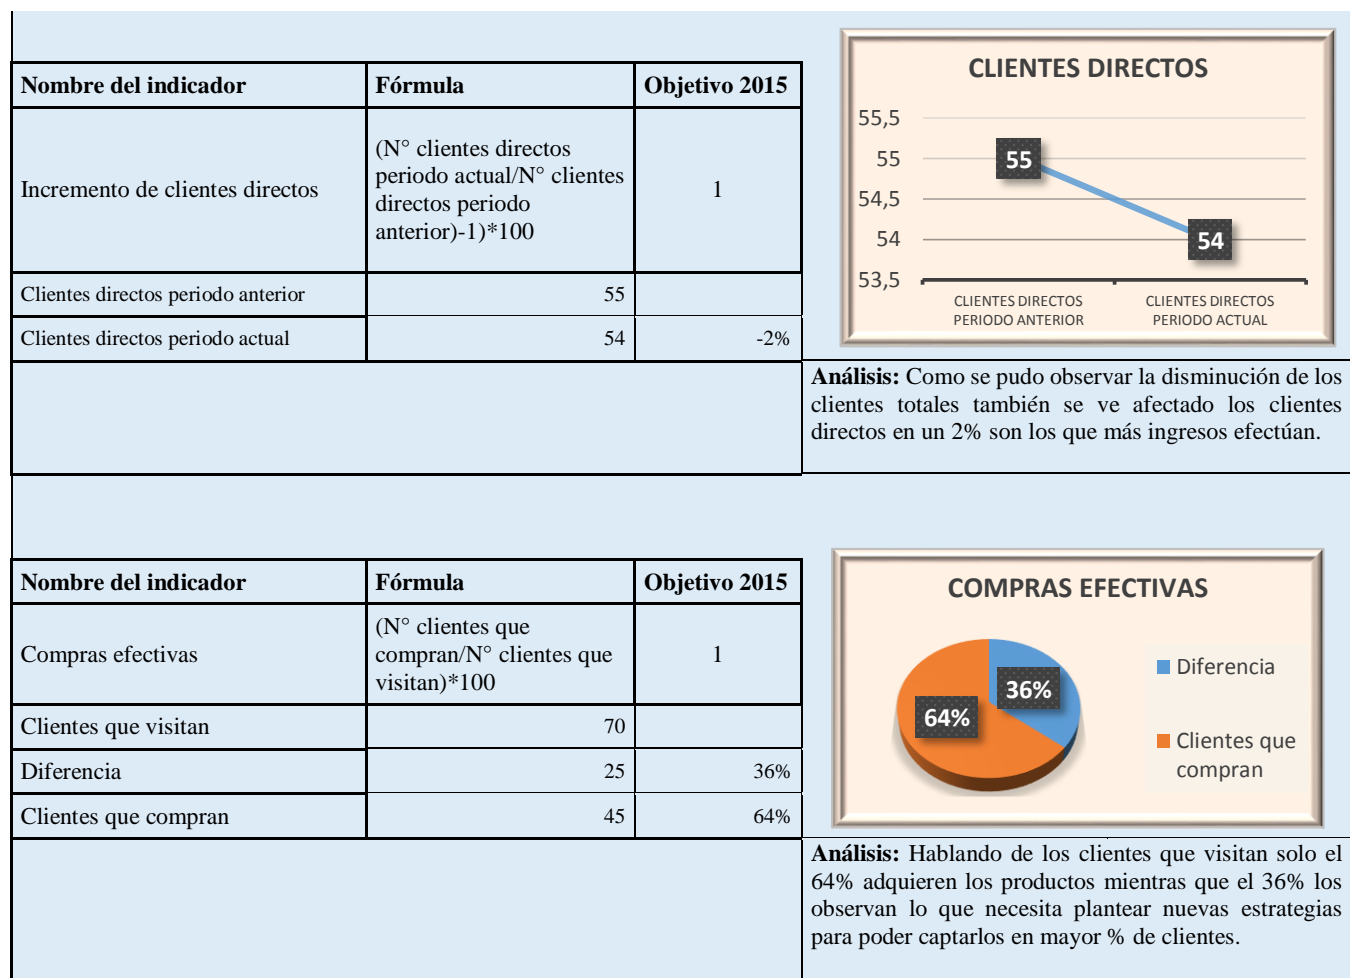 Nombre del indicador Fórmula Objetivo 2015
Incremento de clientes directos
(N° clientes directos
periodo actual/N° clientes
directos periodo
anterior)-1)*100
1
Clientes directos periodo anterior 55
Clientes directos periodo actual 54 -2%
CLIENTES DIRECTOS
55,5
55
54,5
54
53,5
55
54
CLIENTES DIRECTOS
PERIODO ANTERIOR
CLIENTES DIRECTOS
PERIODO ACTUAL
Análisis: Como se pudo observar la disminución de los
clientes totales también se ve afectado los clientes
directos en un 2% son los que más ingresos efectúan.
Nombre del indicador Fórmula Objetivo 2015
Compras efectivas
(N° clientes que
compran/N° clientes que
visitan)*100
1
Clientes que visitan 70
Diferencia 25 36%
Clientes que compran 45 64%
COMPRAS EFECTIVAS
36%
64%
Diferencia
Clientes que
compran
Análisis: Hablando de los clientes que visitan solo el
64% adquieren los productos mientras que el 36% los
observan lo que necesita plantear nuevas estrategias
para poder captarlos en mayor % de clientes.